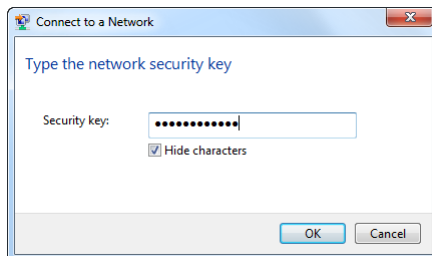 Connect to a Network
Type the network security key
Security key: ●●●●●●●●●●●●
Hide characters
OK Cancel